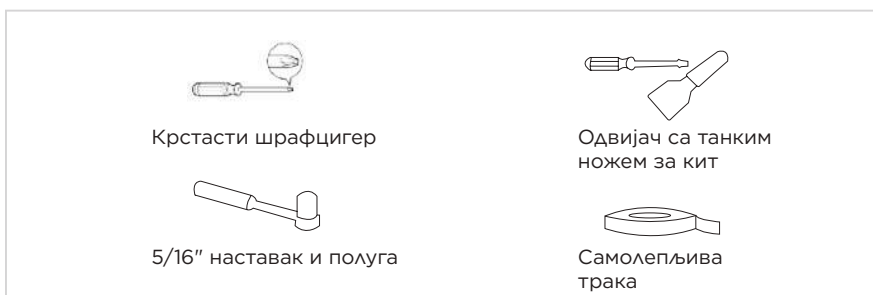 Крстасти шрафцигер
Одвијач са танким
ножем за кит
5/16" наставак и полуга
Самолепљива
трака